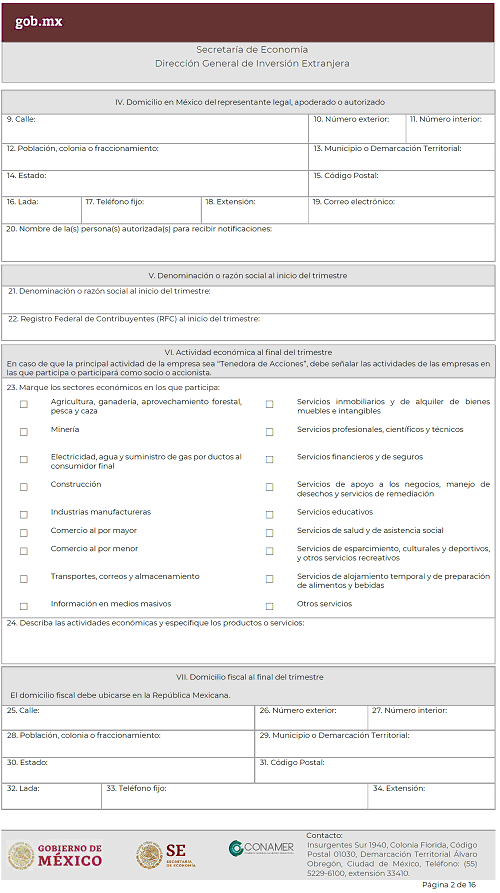 gob.mx
Secretaría de Economía
Dirección General de Inversión Extranjera
IV. Domicilio en México del representante legal, apoderado o autorizado
9. Calle:
10. Número exterior:
11. Número interior:
12. Población, colonia o fraccionamiento:
13. Municipio o Demarcación Territorial:
14. Estado:
15. Código Postal:
16. Lada:
17. Teléfono fijo:
18. Extensión:
19. Correo electrónico:
20. Nombre de la(s) persona(s) autorizada(s) para recibir notificaciones:
V. Denominación o razón social al inicio del trimestre
21. Denominación o razón social al inicio del trimestre:
22. Registro Federal de Contribuyentes (RFC) al inicio del trimestre:
VI. Actividad económica al final del trimestre
En caso de que la principal actividad de la empresa sea "Tenedora de Acciones", debe señalar las actividades de las empresas en
las que participa o participará como socio o accionista.
23. Marque los sectores económicos en los que participa:
Agricultura, ganadería, aprovechamiento forestal,
pesca y caza
Servicios inmobiliarios y de alquiler de bienes
muebles e intangibles
Minería
Servicios profesionales, científicos y técnicos
Electricidad, agua y suministro de gas por ductos al
consumidor final
Servicios financieros y de seguros
Construcción
Servicios de apoyo a los negocios, manejo de
desechos y servicios de remediación
Industrias manufactureras
Servicios educativos
Comercio al por mayor
Servicios de salud y de asistencia social
Comercio al por menor
Servicios de esparcimiento, culturales y deportivos,
y otros servicios recreativos
Transportes, correos y almacenamiento
Servicios de alojamiento temporal y de preparación
de alimentos y bebidas
Información en medios masivos
Otros servicios
24. Describa las actividades económicas y especifique los productos o servicios:
VII. Domicilio fiscal al final del trimestre
El domicilio fiscal debe ubicarse en la República Mexicana.
25. Calle:
26. Número exterior:
27. Número interior:
28. Población, colonia o fraccionamiento:
29. Municipio o Demarcación Territorial:
30. Estado:
31. Código Postal:
32. Lada:
33. Teléfono fijo:
34. Extensión:
GOBIERNO DE
MÉXICO
SE
SECRETARÍA
DE ECONOMÍA
CONAMER
Contacto:
Insurgentes Sur 1940, Colonia Florida, Código
Postal 01030, Demarcación Territorial Álvaro
Obregón, Ciudad de México, Teléfono: (55)
5229-6100, extensión 33410.
Página 2 de 16